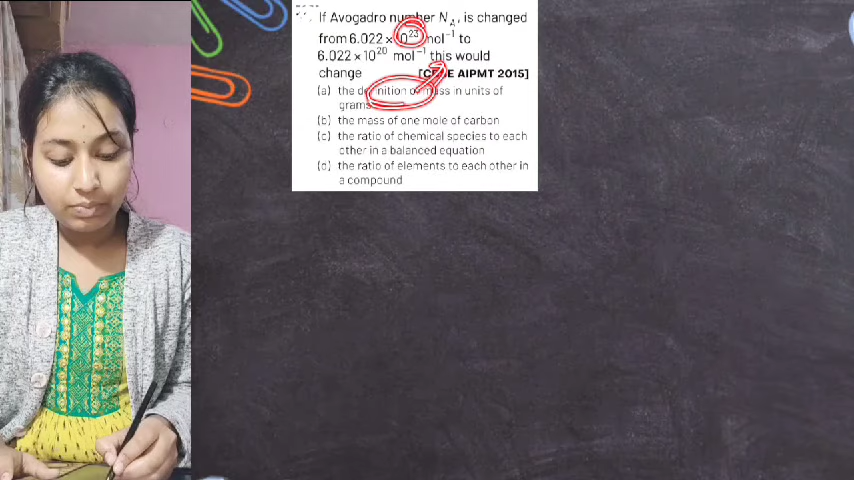 If Avogadro number N_A, is changed
from 6.022 × 10^23 mol^-1 to
6.022 × 10^20 mol^-1 this would
change [CBSE AIPMT 2015]
(a) the definition of mass in units of
grams
(b) the mass of one mole of carbon
(c) the ratio of chemical species to each
other in a balanced equation
(d) the ratio of elements to each other in
a compound